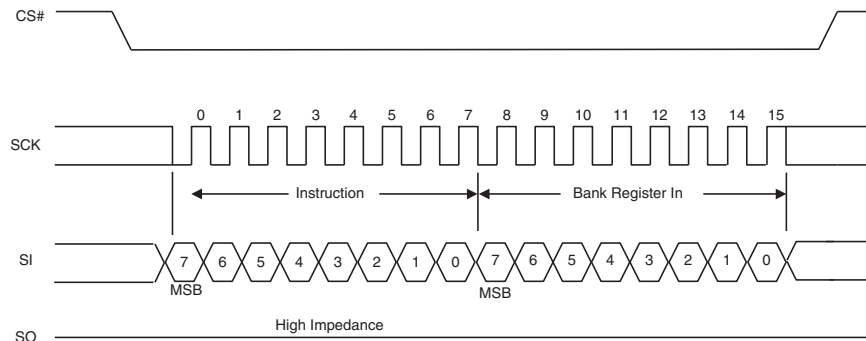 CS#
0 1 2 3 4 5 6 7 8 9 10 11 12 13 14 15
SCK
Instruction
Bank Register In
SI
7 6 5 4 3 2 1 0 7 6 5 4 3 2 1 0
MSB
MSB
High Impedance
SO